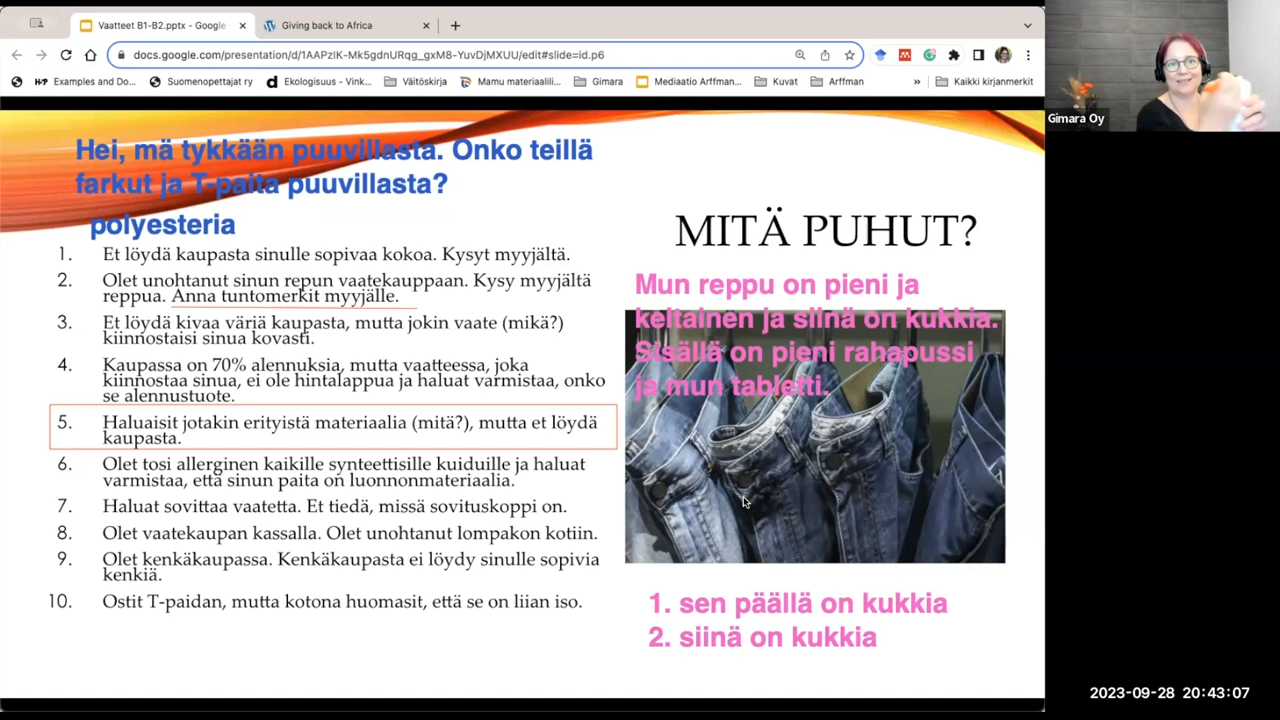 Vaatteet B1-B2.pptx - Google
Giving back to Africa
docs.google.com/presentation/d/1AAPzIK-Mk5gdnURqg_gxM8-YuvDjMXUU/edit#slide=id.p6
Examples and Do...
Suomenopettajat ry
Ekologisuus - Vink...
Väitöskirja
Mamu materiaalili...
Gimara
Mediaatio Arffman...
Kuvat
Arffman
»
Kaikki kirjanmerkit
Gimara Oy
Hei, mä tykkään puuvillasta. Onko teillä
farkut ja T-paita puuvillasta?
polyesteria
1. Et löydä kaupasta sinulle sopivaa kokoa. Kysyt myyjältä.
2. Olet unohtanut sinun repun vaatekauppaan. Kysy myyjältä
reppua. Anna tuntomerkit myyjälle.
3. Et löydä kivaa väriä kaupasta, mutta jokin vaate (mikä?)
kiinnostaisi sinua kovasti.
4. Kaupassa on 70% alennuksia, mutta vaatteessa, joka
kiinnostaa sinua, ei ole hintalappua ja haluat varmistaa, onko
se alennustuote.
5. Haluaisit jotakin erityistä materiaalia (mitä?), mutta et löydä
kaupasta.
6. Olet tosi allerginen kaikille synteettisille kuiduille ja haluat
varmistaa, että sinun paita on luonnonmateriaalia.
7. Haluat sovittaa vaatetta. Et tiedä, missä sovituskoppi on.
8. Olet vaatekaupan kassalla. Olet unohtanut lompakon kotiin.
9. Olet kenkäkaupassa. Kenkäkaupasta ei löydy sinulle sopivia
kenkiä.
10. Ostit T-paidan, mutta kotona huomasit, että se on liian iso.
MITÄ PUHUT?
Mun reppu on pieni ja
keltainen ja siinä on kukkia.
Sisällä on pieni rahapussi
ja mun tabletti.
1. sen päällä on kukkia
2. siinä on kukkia
2023-09-28 20:43:07